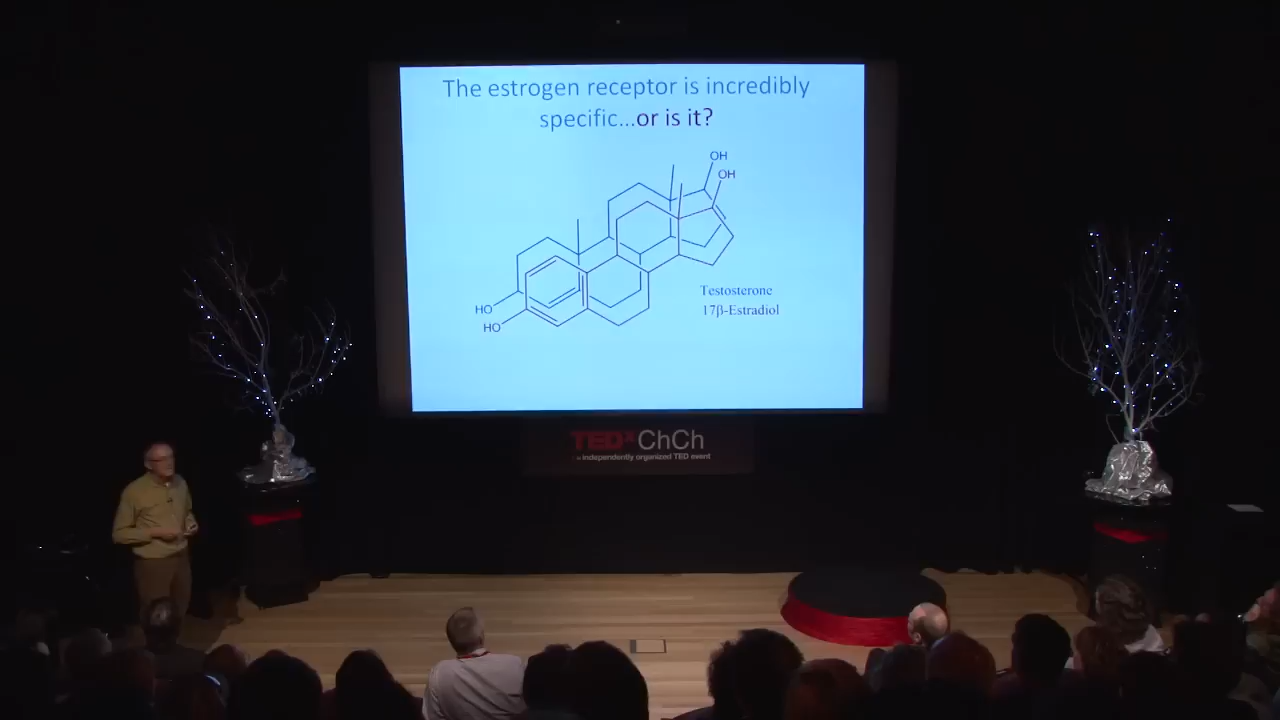 The estrogen receptor is incredibly
specific...or is it?
OH
OH
HO
HO
Testosterone
17β-Estradiol
TEDxChCh
independently organized TED event